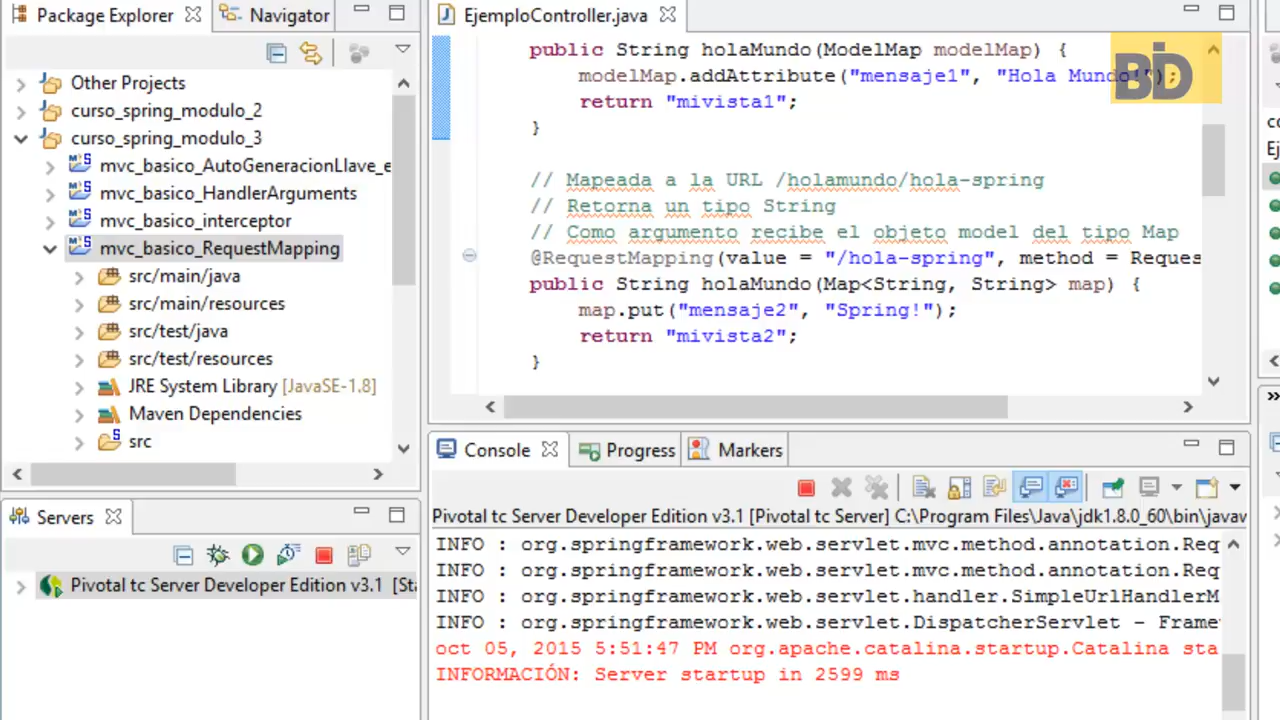 Package Explorer
Navigator
Other Projects
curso_spring_modulo_2
curso_spring_modulo_3
mvc_basico_AutoGeneracionLlave_e
mvc_basico_HandlerArguments
mvc_basico_interceptor
mvc_basico_RequestMapping
src/main/java
src/main/resources
src/test/java
src/test/resources
JRE System Library [JavaSE-1.8]
Maven Dependencies
src
Servers
Pivotal tc Server Developer Edition v3.1 [Sta
EjemploController.java
public String holaMundo(ModelMap modelMap) {
modelMap.addAttribute("mensaje1", "Hola Mundo!");
return "mivista1";
}
// Mapeada a la URL /holamundo/hola-spring
// Retorna un tipo String
// Como argumento recibe el objeto model del tipo Map
@RequestMapping(value = "/hola-spring", method = Reques
public String holaMundo(Map<String, String> map) {
map.put("mensaje2", "Spring!");
return "mivista2";
}
BD
Console
Progress
Markers
Pivotal tc Server Developer Edition v3.1 [Pivotal tc Server] C:\Program Files\Java\jdk1.8.0_60\bin\javaw
INFO : org.springframework.web.servlet.mvc.method.annotation.Req
INFO : org.springframework.web.servlet.mvc.method.annotation.Req
INFO : org.springframework.web.servlet.handler.SimpleUrlHandlerM
INFO : org.springframework.web.servlet.DispatcherServlet - Frame
oct 05, 2015 5:51:47 PM org.apache.catalina.startup.Catalina sta
INFORMACIÓN: Server startup in 2599 ms